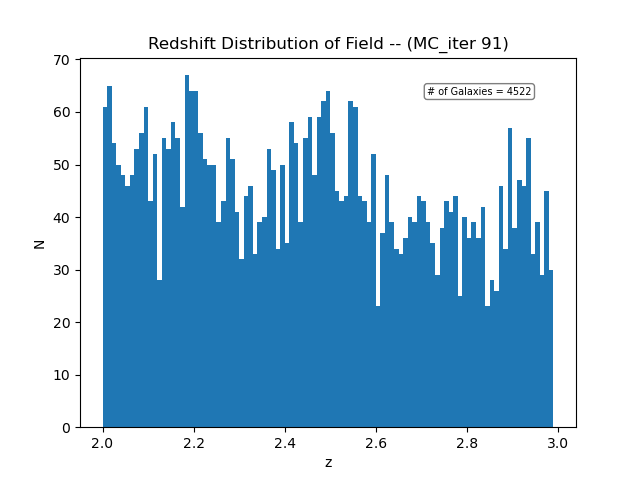 Redshift Distribution of Field -- (MC_iter 91)
# of Galaxies = 4522
70
60
50
40
30
20
10
0
N
2.0 2.2 2.4 2.6 2.8 3.0
z